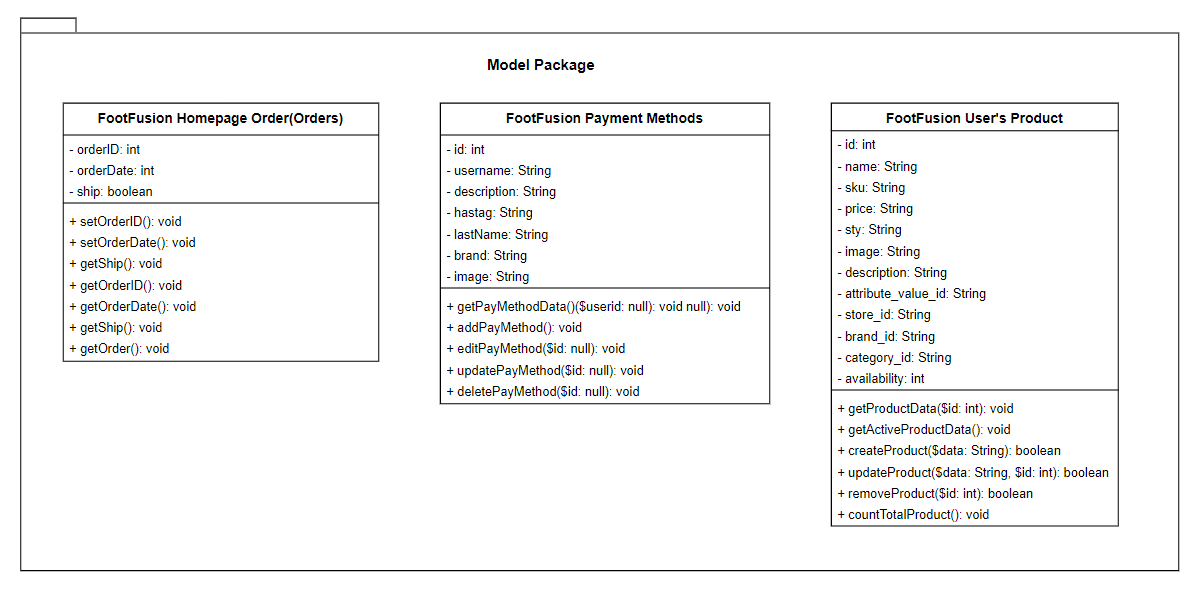 Model Package
FootFusion Homepage Order(Orders)
- orderID: int
- orderDate: int
- ship: boolean
+ setOrderID(): void
+ setOrderDate(): void
+ getShip(): void
+ getOrderID(): void
+ getOrderDate(): void
+ getShip(): void
+ getOrder(): void
FootFusion Payment Methods
- id: int
- username: String
- description: String
- hastag: String
- lastName: String
- brand: String
- image: String
+ getPayMethodData()($userid: null): void null): void
+ addPayMethod(): void
+ editPayMethod($id: null): void
+ updatePayMethod($id: null): void
+ deletePayMethod($id: null): void
FootFusion User's Product
- id: int
- name: String
- sku: String
- price: String
- sty: String
- image: String
- description: String
- attribute_value_id: String
- store_id: String
- brand_id: String
- category_id: String
- availability: int
+ getProductData($id: int): void
+ getActiveProductData(): void
+ createProduct($data: String): boolean
+ updateProduct($data: String, $id: int): boolean
+ removeProduct($id: int): boolean
+ countTotalProduct(): void